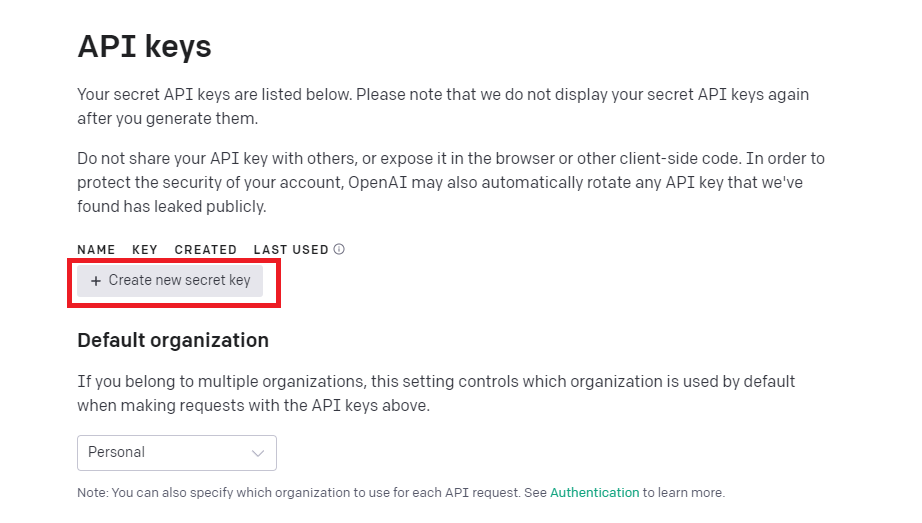 API keys
Your secret API keys are listed below. Please note that we do not display your secret API keys again
after you generate them.
Do not share your API key with others, or expose it in the browser or other client-side code. In order to
protect the security of your account, OpenAI may also automatically rotate any API key that we've
found has leaked publicly.
NAME KEY CREATED LAST USED
+ Create new secret key
Default organization
If you belong to multiple organizations, this setting controls which organization is used by default
when making requests with the API keys above.
Personal
Note: You can also specify which organization to use for each API request. See Authentication to learn more.